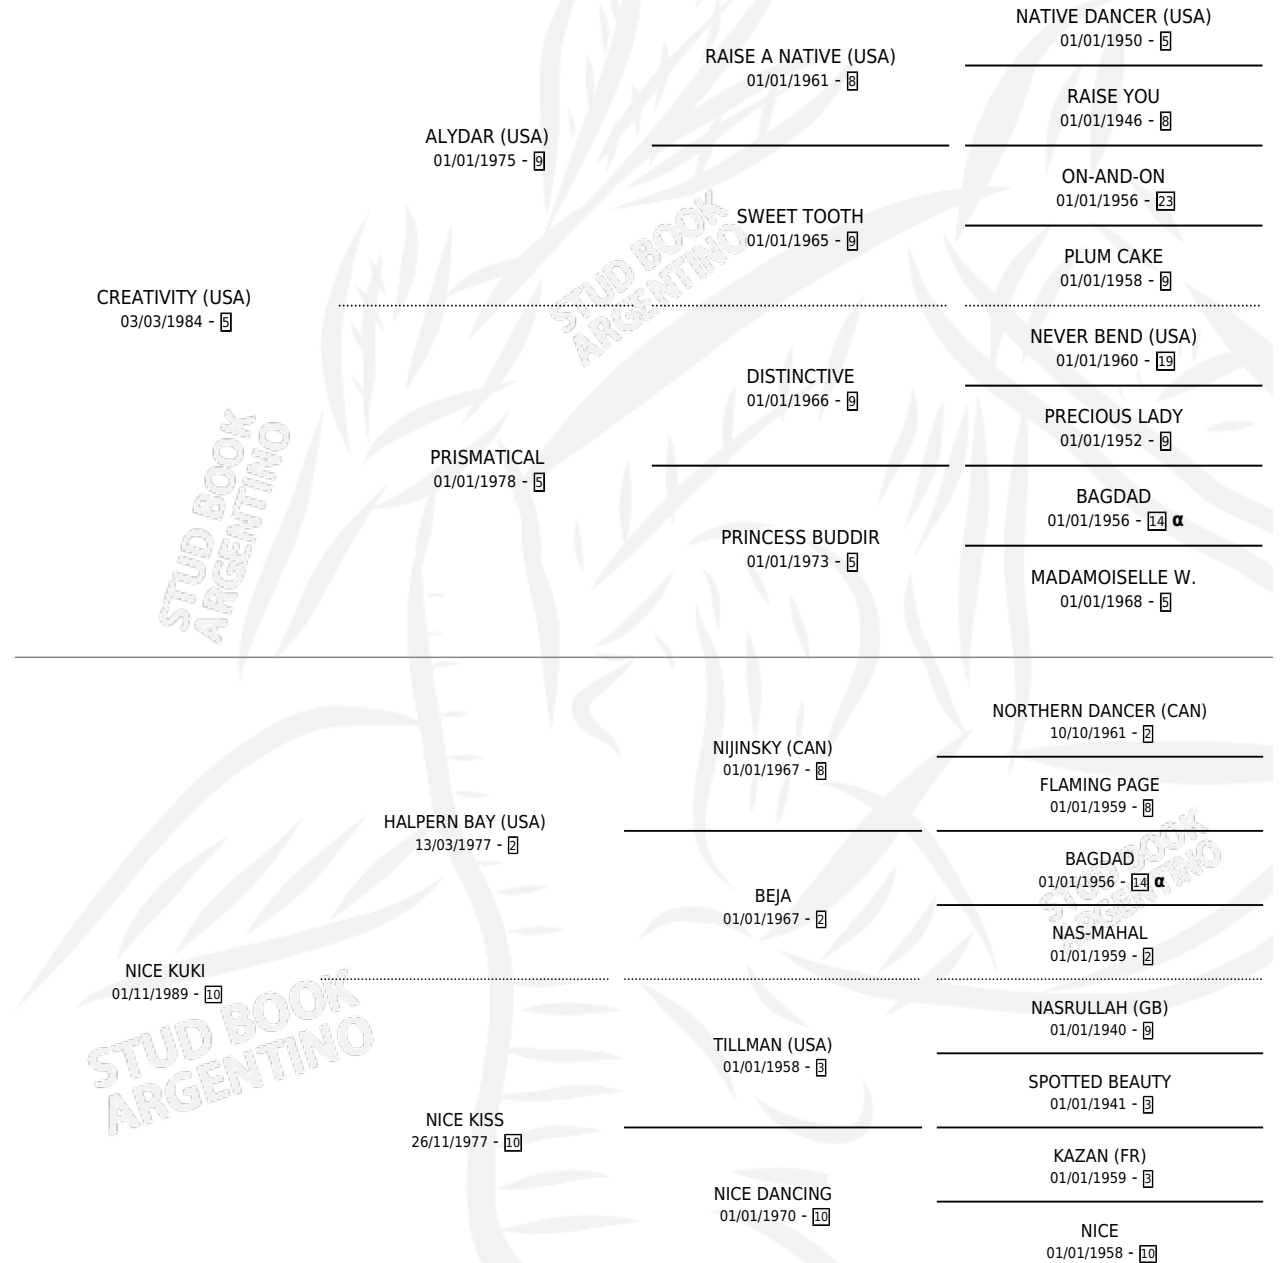 NATIVE DANCER (USA)
01/01/1950 - 5
RAISE A NATIVE (USA)
01/01/1961 - 8
RAISE YOU
01/01/1946 - 8
ALYDAR (USA)
01/01/1975 - 9
ON-AND-ON
01/01/1956 - 23
SWEET TOOTH
01/01/1965 - 9
PLUM CAKE
01/01/1958 - 9
CREATIVITY (USA)
03/03/1984 - 5
NEVER BEND (USA)
01/01/1960 - 19
DISTINCTIVE
01/01/1966 - 9
PRECIOUS LADY
01/01/1952 - 9
PRISMATICAL
01/01/1978 - 5
BAGDAD
01/01/1956 - 14 α
PRINCESS BUDDIR
01/01/1973 - 5
MADAMOISELLE W.
01/01/1968 - 5
NORTHERN DANCER (CAN)
10/10/1961 - 2
NIJINSKY (CAN)
01/01/1967 - 8
FLAMING PAGE
01/01/1959 - 8
HALPERN BAY (USA)
13/03/1977 - 2
BAGDAD
01/01/1956 - 14 α
BEJA
01/01/1967 - 2
NAS-MAHAL
01/01/1959 - 2
NICE KUKI
01/11/1989 - 10
NASRULLAH (GB)
01/01/1940 - 9
TILLMAN (USA)
01/01/1958 - 3
SPOTTED BEAUTY
01/01/1941 - 3
NICE KISS
26/11/1977 - 10
KAZAN (FR)
01/01/1959 - 3
NICE DANCING
01/01/1970 - 10
NICE
01/01/1958 - 10
STUD BOOK
ARGENTINO
STUD BOOK
ARGENTINO
STUD BOOK
ARGENTINO
STUD BOOK
ARGENTINO